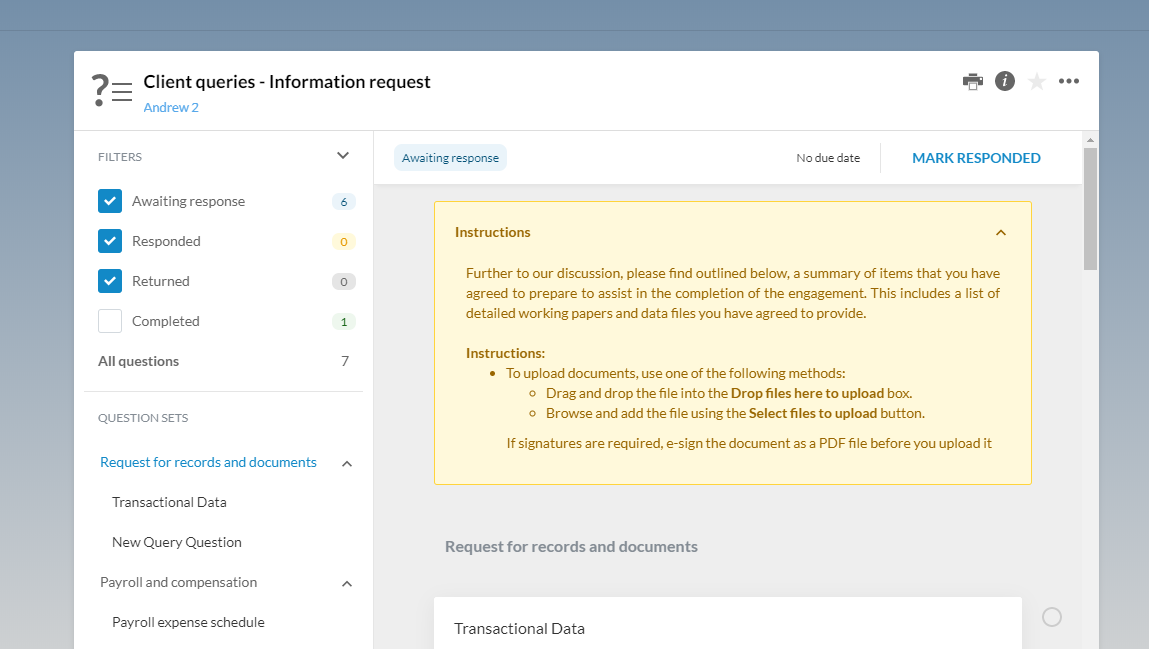 Client queries - Information request
Andrew 2
FILTERS
Awaiting response 6
Responded 0
Returned 0
Completed 1
All questions 7
QUESTION SETS
Request for records and documents
Transactional Data
New Query Question
Payroll and compensation
Payroll expense schedule
Awaiting response
No due date
MARK RESPONDED
Instructions
Further to our discussion, please find outlined below, a summary of items that you have
agreed to prepare to assist in the completion of the engagement. This includes a list of
detailed working papers and data files you have agreed to provide.
Instructions:
• To upload documents, use one of the following methods:
◦ Drag and drop the file into the Drop files here to upload box.
◦ Browse and add the file using the Select files to upload button.
If signatures are required, e-sign the document as a PDF file before you upload it
Request for records and documents
Transactional Data